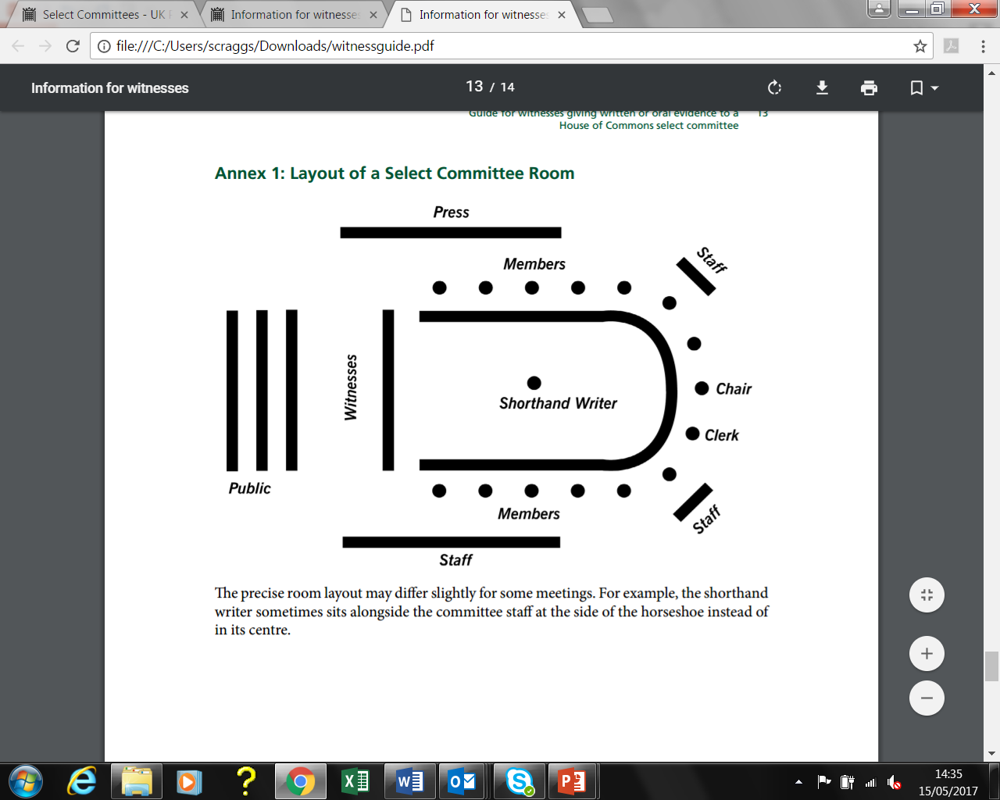 Select Committees - UK
Information for witnesses
Information for witnesses
file:///C:/Users/scraggs/Downloads/witnessguide.pdf
Information for witnesses
13 / 14
Guide for witnesses giving written or oral evidence to a 13
House of Commons select committee
Annex 1: Layout of a Select Committee Room
Press
Members
Staff
Witnesses
Shorthand Writer
Chair
Clerk
Public
Members
Staff
Staff
The precise room layout may differ slightly for some meetings. For example, the shorthand
writer sometimes sits alongside the committee staff at the side of the horseshoe instead of
in its centre.
14:35
15/05/2017